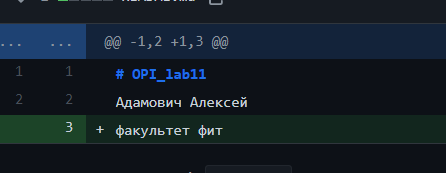 ... ... @@ -1,2 +1,3 @@
1 1 # OPI_lab11
2 2 Адамович Алексей
3 + факультет фит